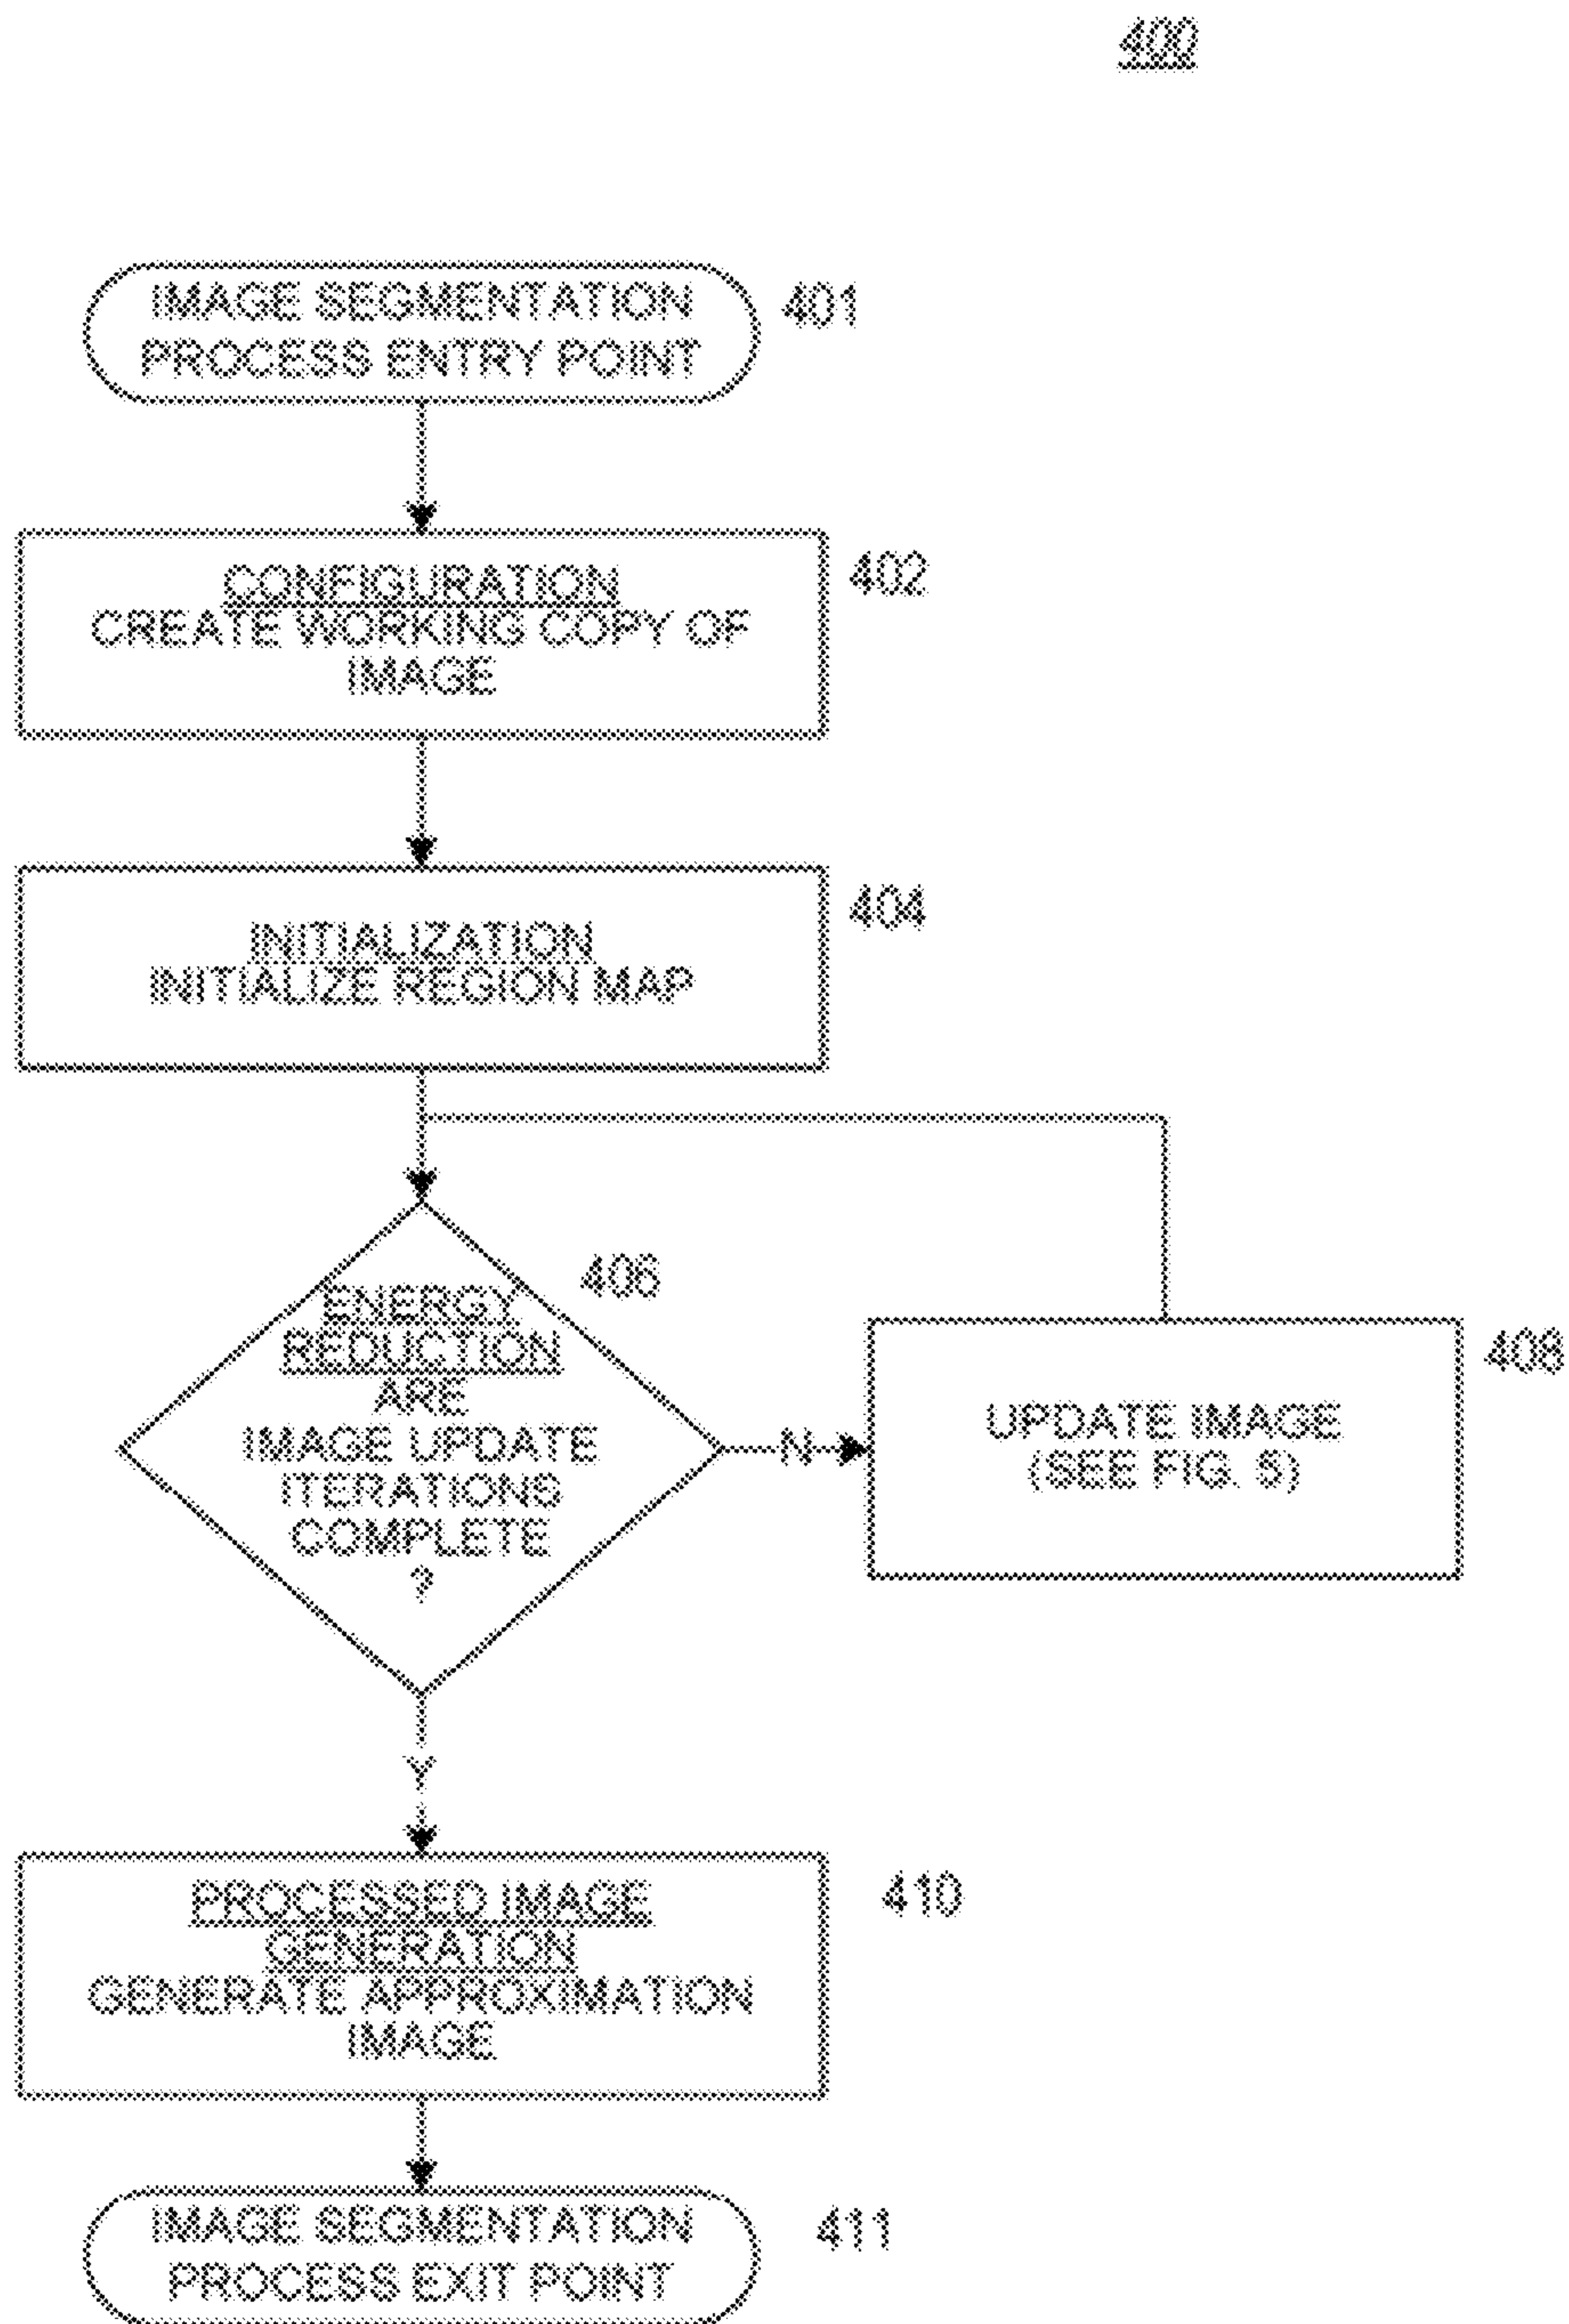 400
IMAGE SEGMENTATION
PROCESS ENTRY POINT
401
CONFIGURATION
CREATE WORKING COPY OF
IMAGE
402
INITIALIZATION
INITIALIZE REGION MAP
404
ENERGY
REDUCTION
ARE
IMAGE UPDATE
ITERATIONS
COMPLETE
?
406
N
UPDATE IMAGE
(SEE FIG. 5)
408
Y
PROCESSED IMAGE
GENERATION
GENERATE APPROXIMATION
IMAGE
410
IMAGE SEGMENTATION
PROCESS EXIT POINT
411